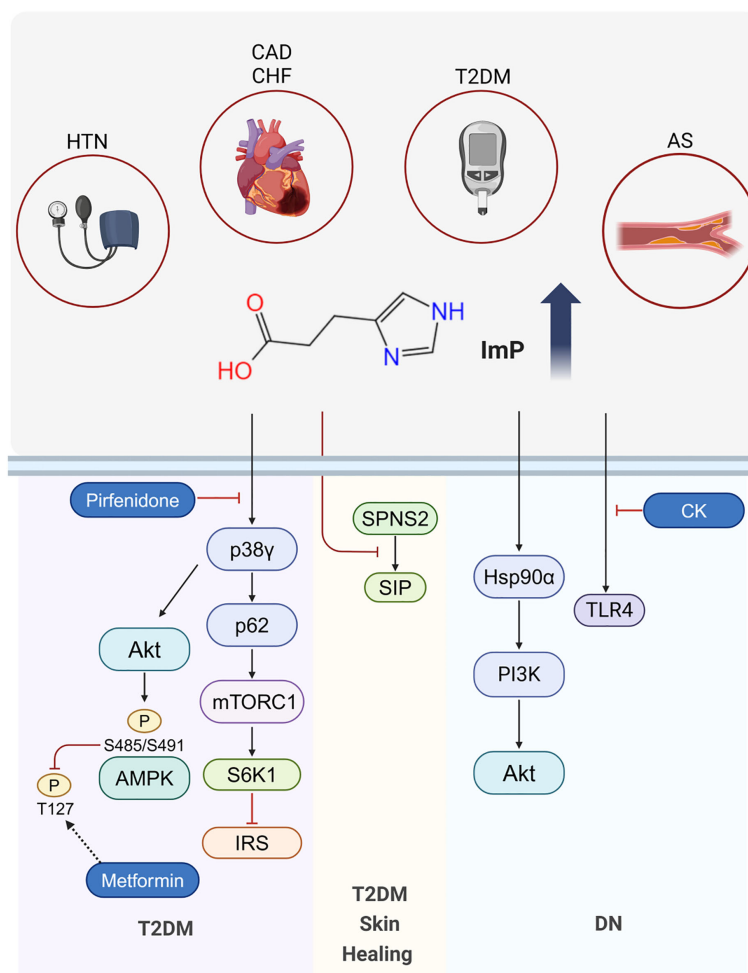 CAD
CHF
T2DM
HTN
AS
O
HO
NH
N
ImP
Pirfenidone
p38γ
p62
Akt
mTORC1
P
S485/S491
AMPK
S6K1
P
T127
IRS
Metformin
T2DM
SPNS2
SIP
T2DM
Skin
Healing
CK
Hsp90α
TLR4
PI3K
Akt
DN